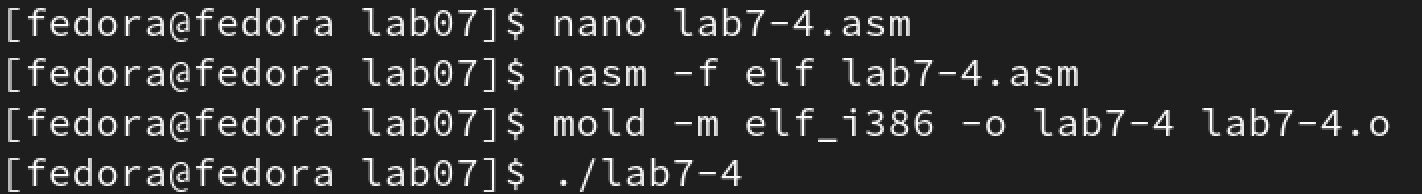 [fedora@fedora lab07]$ nano lab7-4.asm
[fedora@fedora lab07]$ nasm -f elf lab7-4.asm
[fedora@fedora lab07]$ mold -m elf_i386 -o lab7-4 lab7-4.o
[fedora@fedora lab07]$ ./lab7-4